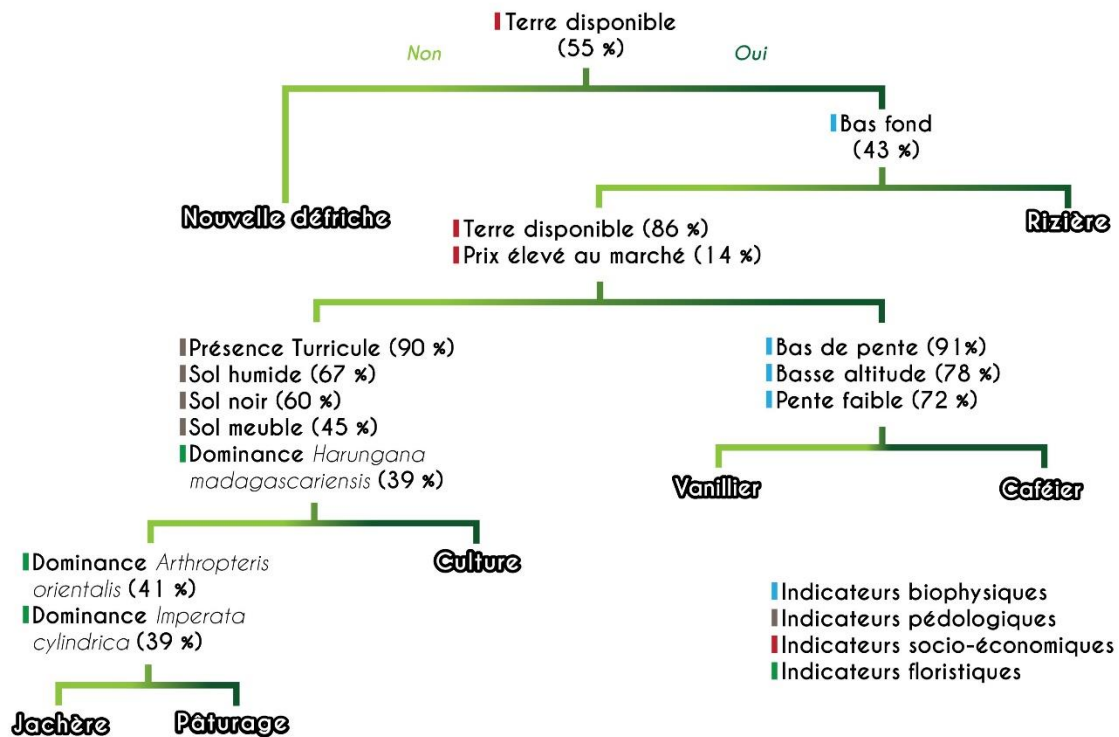 Terre disponible
(55 %)
Non
Oui
Bas fond
(43 %)
Nouvelle défriche
Rizière
Terre disponible (86 %)
Prix élevé au marché (14 %)
Présence Turricule (90 %)
Sol humide (67 %)
Sol noir (60 %)
Sol meuble (45 %)
Dominance Harungana
madagascariensis (39 %)
Bas de pente (91%)
Basse altitude (78 %)
Pente faible (72 %)
Vanillier
Caféier
Culture
Dominance Arthropteris
orientalis (41 %)
Dominance Imperata
cylindrica (39 %)
Jachère
Pâturage
Indicateurs biophysiques
Indicateurs pédologiques
Indicateurs socio-économiques
Indicateurs floristiques